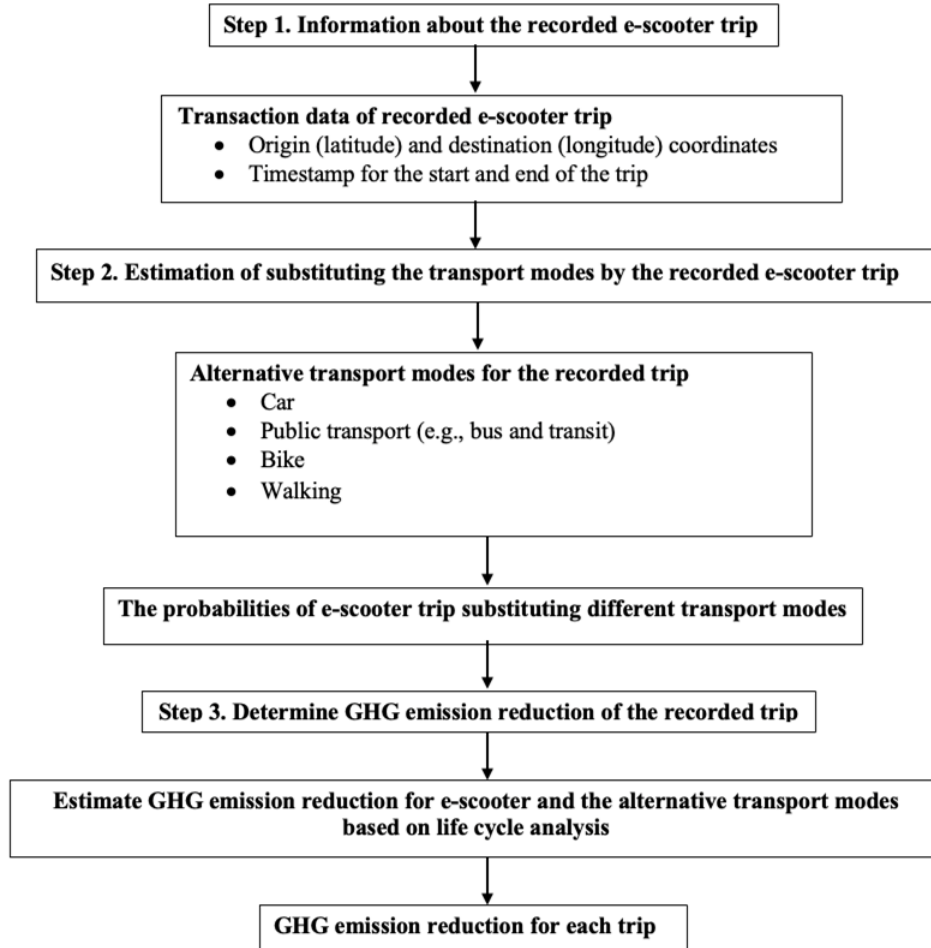 Step 1. Information about the recorded e-scooter trip
Transaction data of recorded e-scooter trip
• Origin (latitude) and destination (longitude) coordinates
• Timestamp for the start and end of the trip
Step 2. Estimation of substituting the transport modes by the recorded e-scooter trip
Alternative transport modes for the recorded trip
• Car
• Public transport (e.g., bus and transit)
• Bike
• Walking
The probabilities of e-scooter trip substituting different transport modes
Step 3. Determine GHG emission reduction of the recorded trip
Estimate GHG emission reduction for e-scooter and the alternative transport modes
based on life cycle analysis
GHG emission reduction for each trip